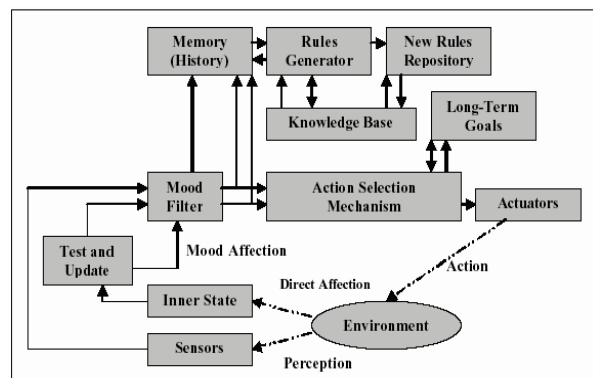 Memory
(History)
Rules
Generator
New Rules
Repository
Knowledge Base
Long-Term
Goals
Mood
Filter
Action Selection
Mechanism
Actuators
Test and
Update
Mood Affection
Action
Direct Affection
Inner State
Environment
Sensors
Perception